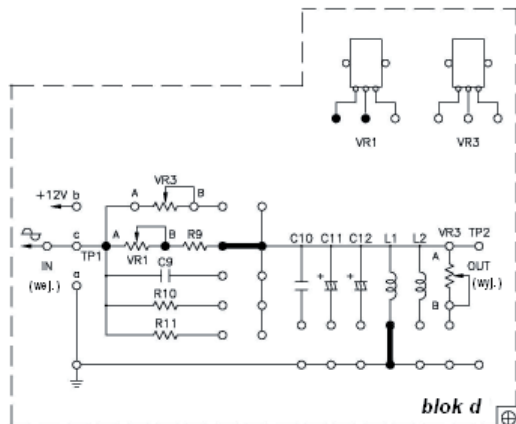 VR1
VR3
VR3
A
B
+12V
b
c
A
B
R9
IN
(wej.)
TP1
VR1
C9
a
R10
R11
C10
C11
C12
L1
L2
VR3
TP2
A
OUT
(wyj.)
B
+
+
blok d